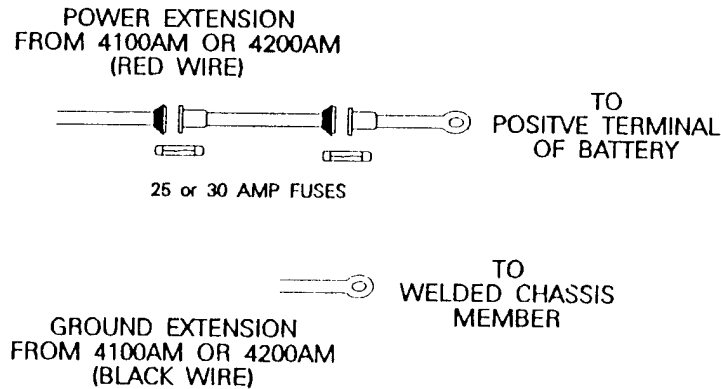 POWER EXTENSION
FROM 4100AM OR 4200AM
(RED WIRE)
TO
POSITVE TERMINAL
OF BATTERY
25 or 30 AMP FUSES
TO
WELDED CHASSIS
MEMBER
GROUND EXTENSION
FROM 4100AM OR 4200AM
(BLACK WIRE)